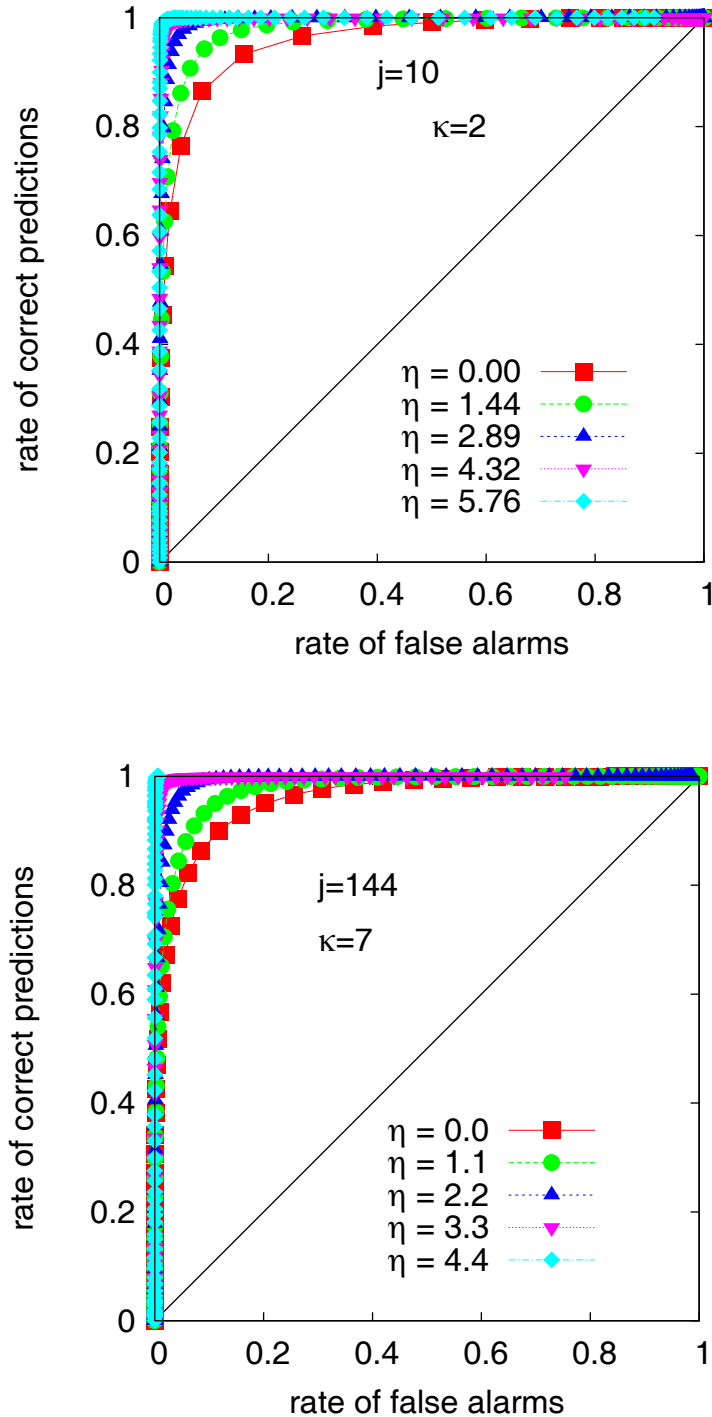 1
0.8
0.6
0.4
0.2
0
rate of correct predictions
j=10
κ=2
η = 0.00
η = 1.44
η = 2.89
η = 4.32
η = 5.76
0 0.2 0.4 0.6 0.8 1
rate of false alarms
1
0.8
0.6
0.4
0.2
0
rate of correct predictions
j=144
κ=7
η = 0.0
η = 1.1
η = 2.2
η = 3.3
η = 4.4
0 0.2 0.4 0.6 0.8 1
rate of false alarms